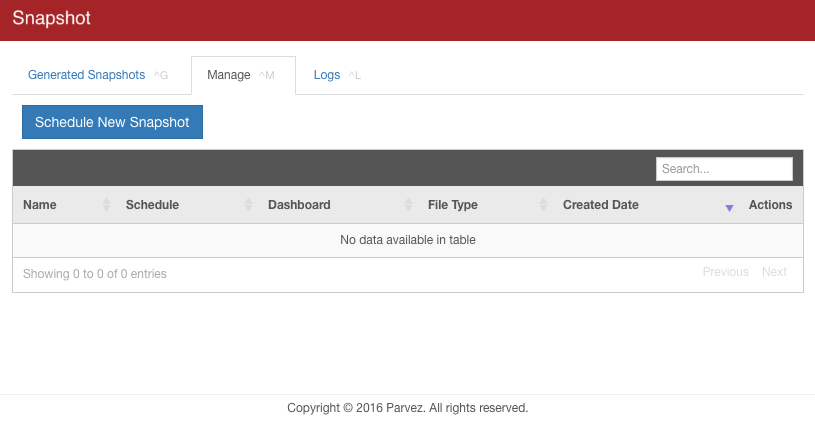 Snapshot
Generated Snapshots ^G Manage ^M Logs ^L
Schedule New Snapshot
Search...
Name Schedule Dashboard File Type Created Date Actions
No data available in table
Showing 0 to 0 of 0 entries Previous Next
Copyright © 2016 Parvez. All rights reserved.